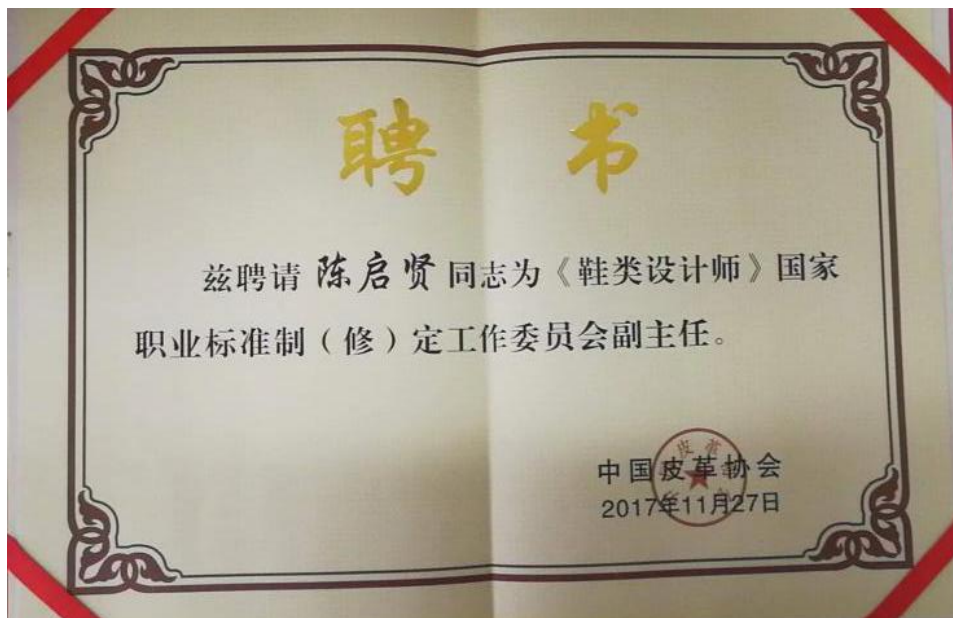 聘书
兹聘请 陈启贤 同志为《鞋类设计师》国家
职业标准制(修)定工作委员会副主任。
中国皮革协会
2017年11月27日